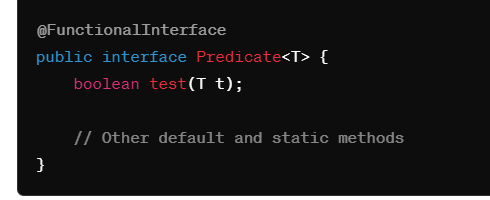 @FunctionalInterface
public interface Predicate<T> {
    boolean test(T t);
    // Other default and static methods
}